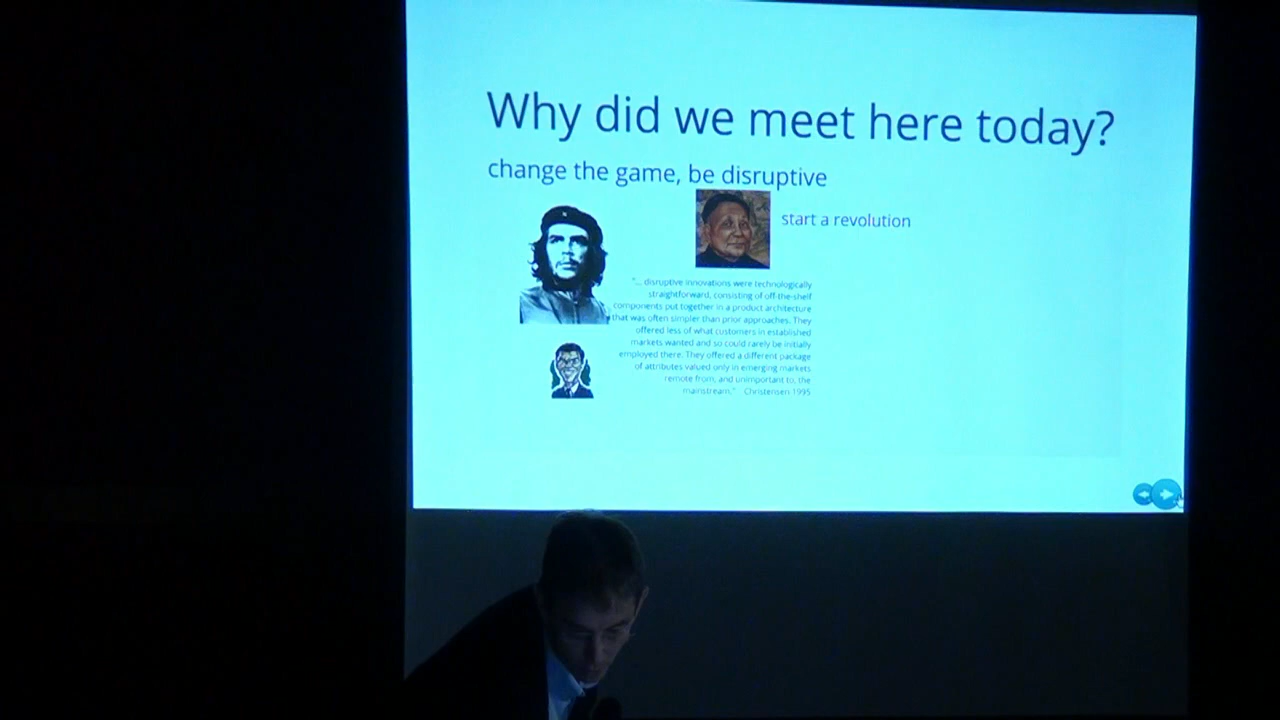 Why did we meet here today?
change the game, be disruptive
start a revolution
"... disruptive innovations were technologically
straightforward, consisting of off-the-shelf
components put together in a product architecture
that was often simpler than prior approaches. They
offered less of what customers in established
markets wanted and so could rarely be initially
employed there. They offered a different package
of attributes valued only in emerging markets
remote from, and unimportant to, the
mainstream." Christensen 1995